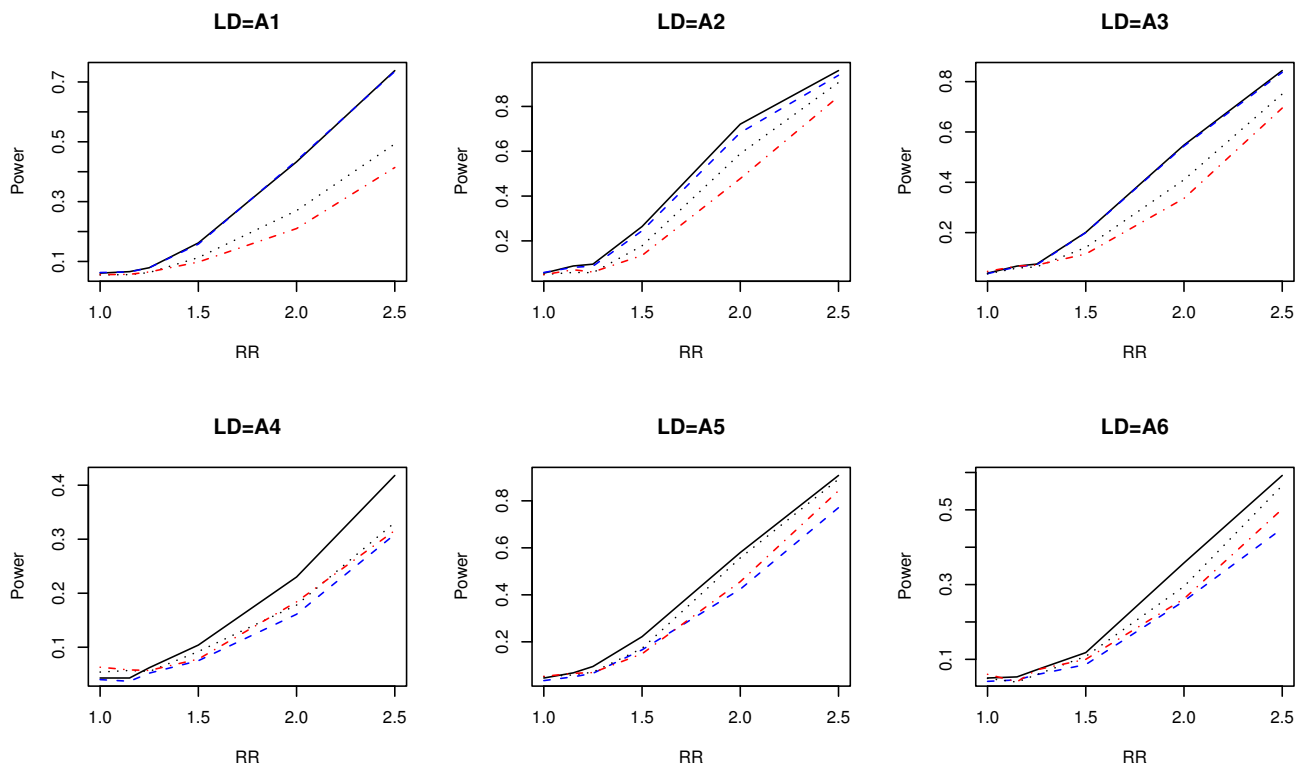 LD=A1 LD=A2 LD=A3
Power
0.1 0.3 0.5 0.7
1.0 1.5 2.0 2.5
RR
Power
0.2 0.4 0.6 0.8
1.0 1.5 2.0 2.5
RR
Power
0.2 0.4 0.6 0.8
1.0 1.5 2.0 2.5
RR
LD=A4 LD=A5 LD=A6
Power
0.1 0.2 0.3 0.4
1.0 1.5 2.0 2.5
RR
Power
0.2 0.4 0.6 0.8
1.0 1.5 2.0 2.5
RR
Power
0.1 0.3 0.5
1.0 1.5 2.0 2.5
RR